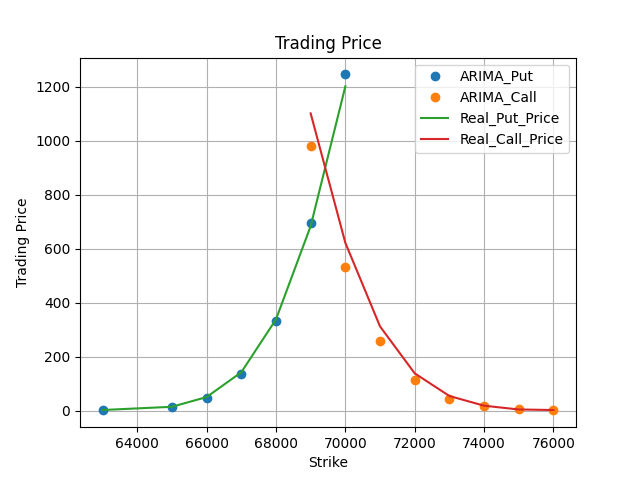 Trading Price
ARIMA_Put
ARIMA_Call
Real_Put_Price
Real_Call_Price
Trading Price
1200
1000
800
600
400
200
0
64000 66000 68000 70000 72000 74000 76000
Strike